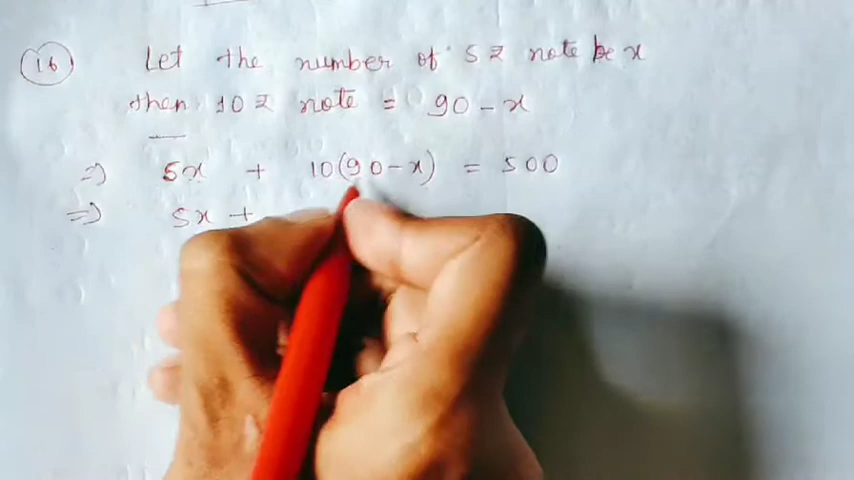 16 Let the number of 5 ₹ note be x
then 10 ₹ note = 90 - x
⇒ 5x + 10(90 - x) = 500
⇒ 5x +